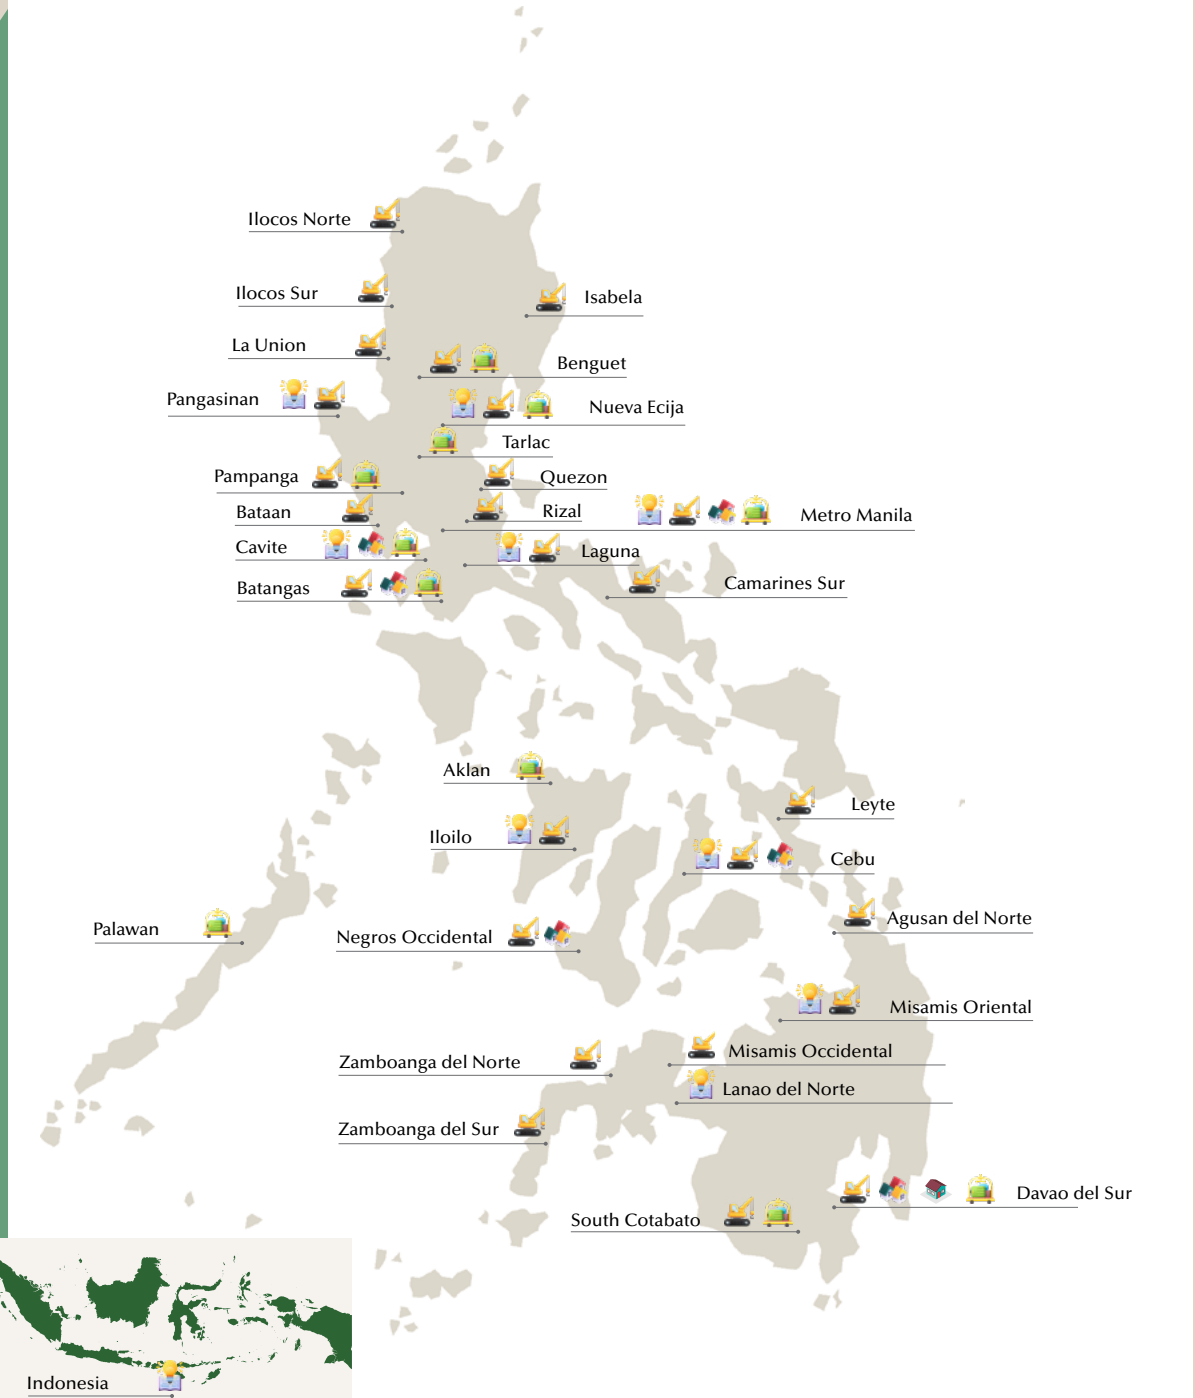 Ilocos Norte
Ilocos Sur
Isabela
La Union
Benguet
Pangasinan
Nueva Ecija
Tarlac
Pampanga
Quezon
Bataan
Rizal
Metro Manila
Cavite
Laguna
Batangas
Camarines Sur
Aklan
Leyte
Iloilo
Cebu
Palawan
Agusan del Norte
Negros Occidental
Misamis Oriental
Misamis Occidental
Zamboanga del Norte
Lanao del Norte
Zamboanga del Sur
Davao del Sur
South Cotabato
Indonesia